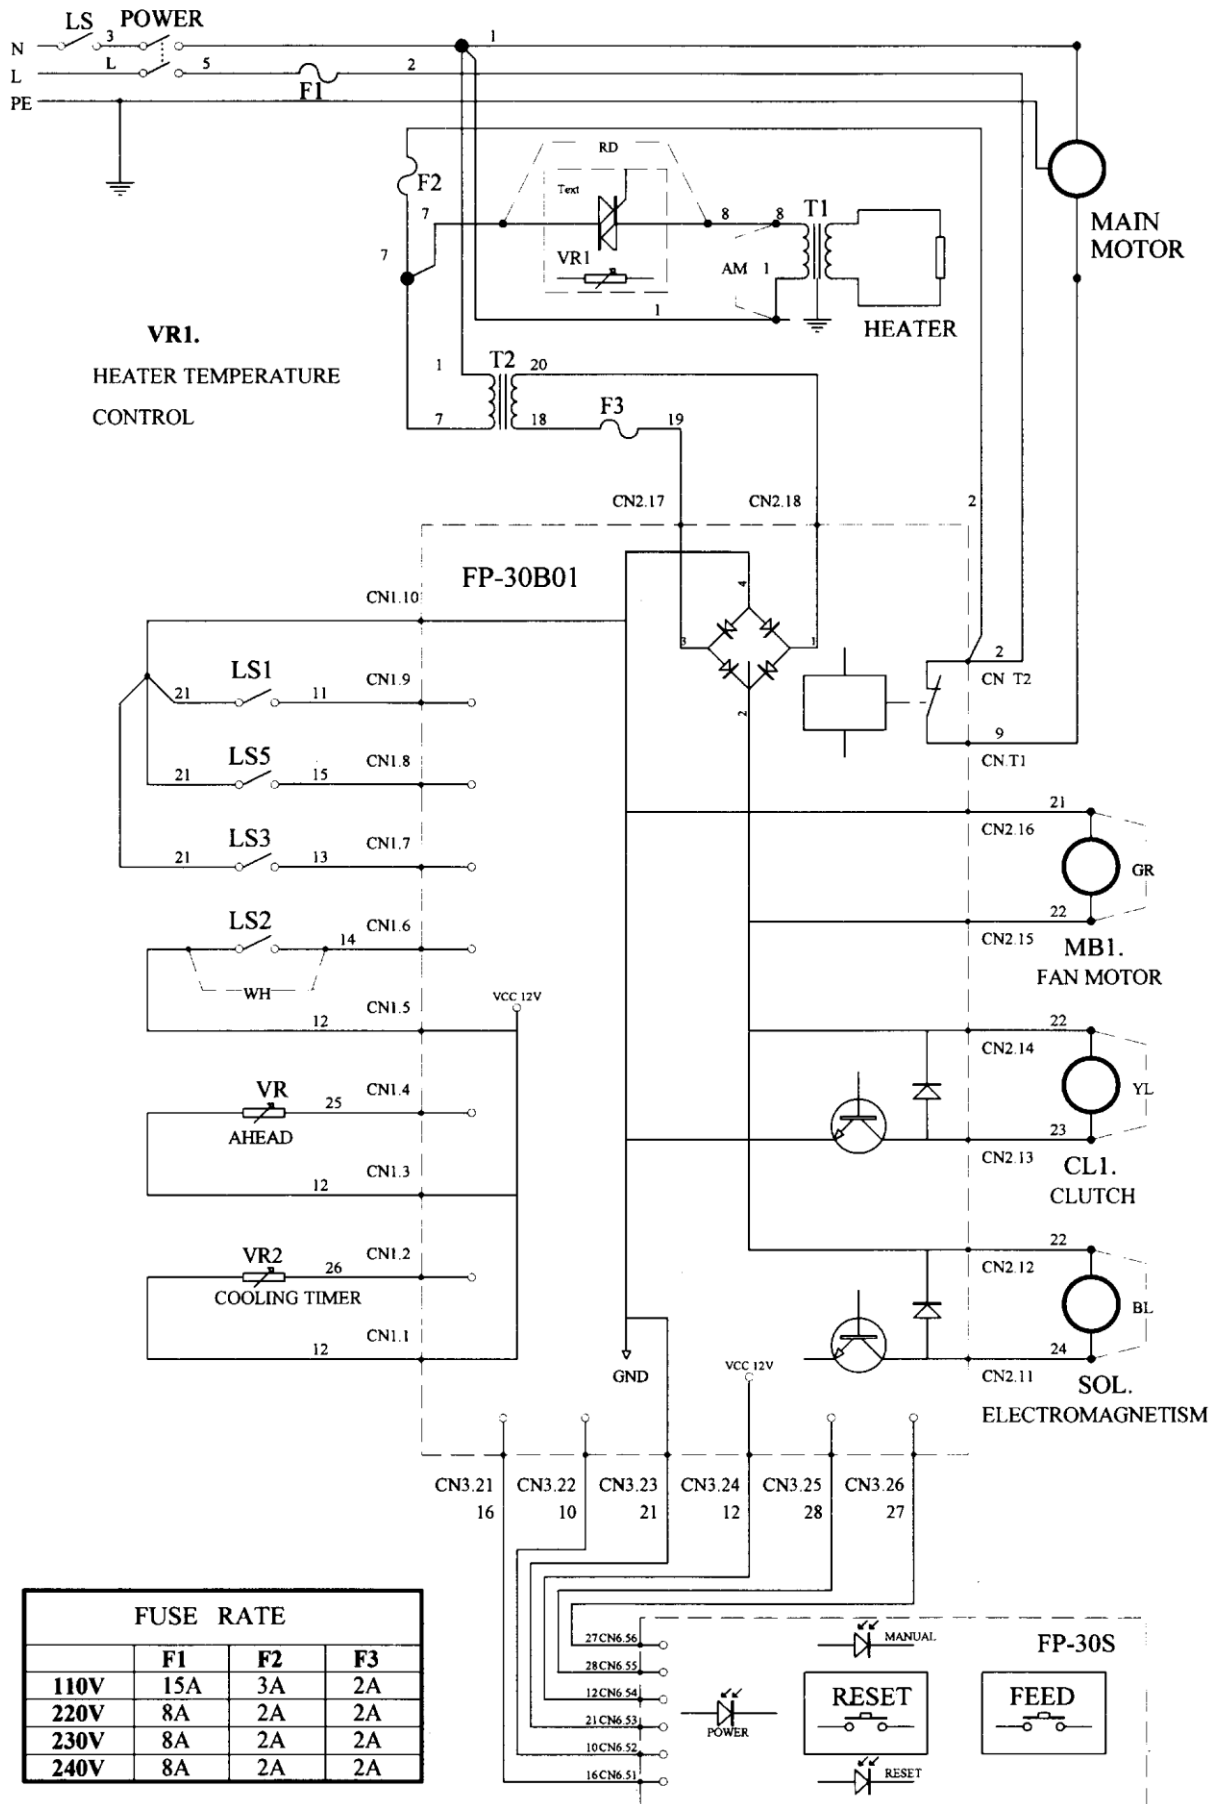 LS POWER
N 3 1
L L 5 F1 2
PE
RD
F2 Text
7 8 8 T1
7 VR1 AM 1
MAIN
MOTOR
1
HEATER
VR1.
HEATER TEMPERATURE
CONTROL
1 T2 20
7 18 F3 19
CN2.17 CN2.18 2
FP-30B01
4
CN1.10
3 1
LS1
21 11 CN1.9
2
2
CN T2
9
CN.T1
LS5
21 15 CN1.8
LS3
21 13 CN1.7
21
CN2.16
GR
22
CN2.15
MB1.
FAN MOTOR
LS2
14 CN1.6
WH
VCC 12V
12 CN1.5
22
CN2.14
YL
23
CN2.13
CL1.
CLUTCH
VR
25 CN1.4
AHEAD
12 CN1.3
VR2
26 CN1.2
COOLING TIMER
12 CN1.1
22
CN2.12
BL
24
CN2.11
SOL.
ELECTROMAGNETISM
GND
VCC 12V
CN3.21 CN3.22 CN3.23 CN3.24 CN3.25 CN3.26
16 10 21 12 28 27
FUSE RATE
F1 F2 F3
110V 15A 3A 2A
220V 8A 2A 2A
230V 8A 2A 2A
240V 8A 2A 2A
27CN6.56
28CN6.55
12CN6.54
21CN6.53
10CN6.52
16CN6.51
MANUAL
FP-30S
POWER
RESET
FEED
RESET